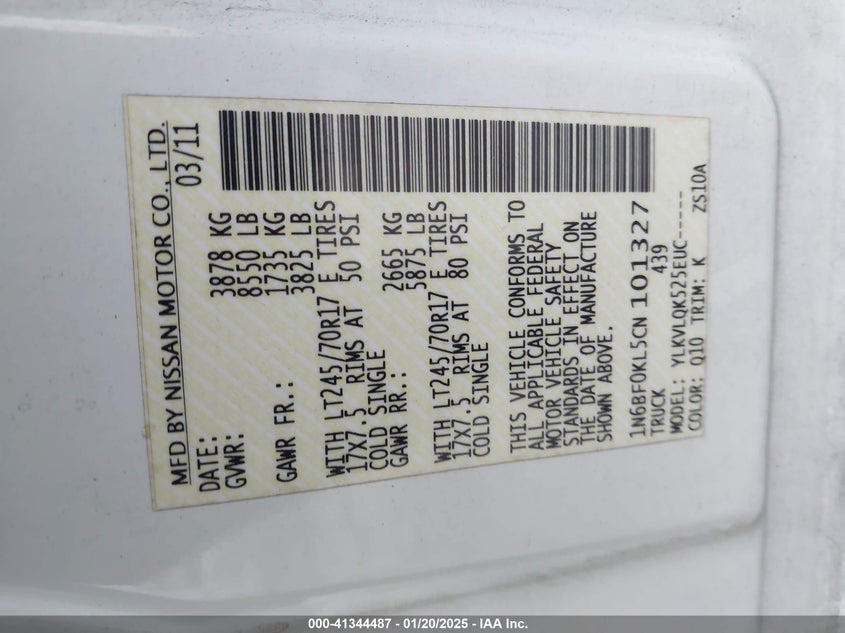 MFD BY NISSAN MOTOR CO., LTD.
DATE: 03/11
GVWR: 3878 KG
8550 LB
GAWR FR.: 1735 KG
3825 LB
WITH LT245/70R17 E TIRES
17X7.5 RIMS AT 50 PSI
COLD SINGLE
GAWR RR.: 2665 KG
5875 LB
WITH LT245/70R17 E TIRES
17X7.5 RIMS AT 80 PSI
COLD SINGLE
THIS VEHICLE CONFORMS TO
ALL APPLICABLE FEDERAL
MOTOR VEHICLE SAFETY
STANDARDS IN EFFECT ON
THE DATE OF MANUFACTURE
SHOWN ABOVE.
1N6BF0KL5CN101327
TRUCK 439
MODEL: YLKVLQK525EUC-----
COLOR: Q10 TRIM: K ZS10A
000-41344487 - 01/20/2025 - IAA Inc.